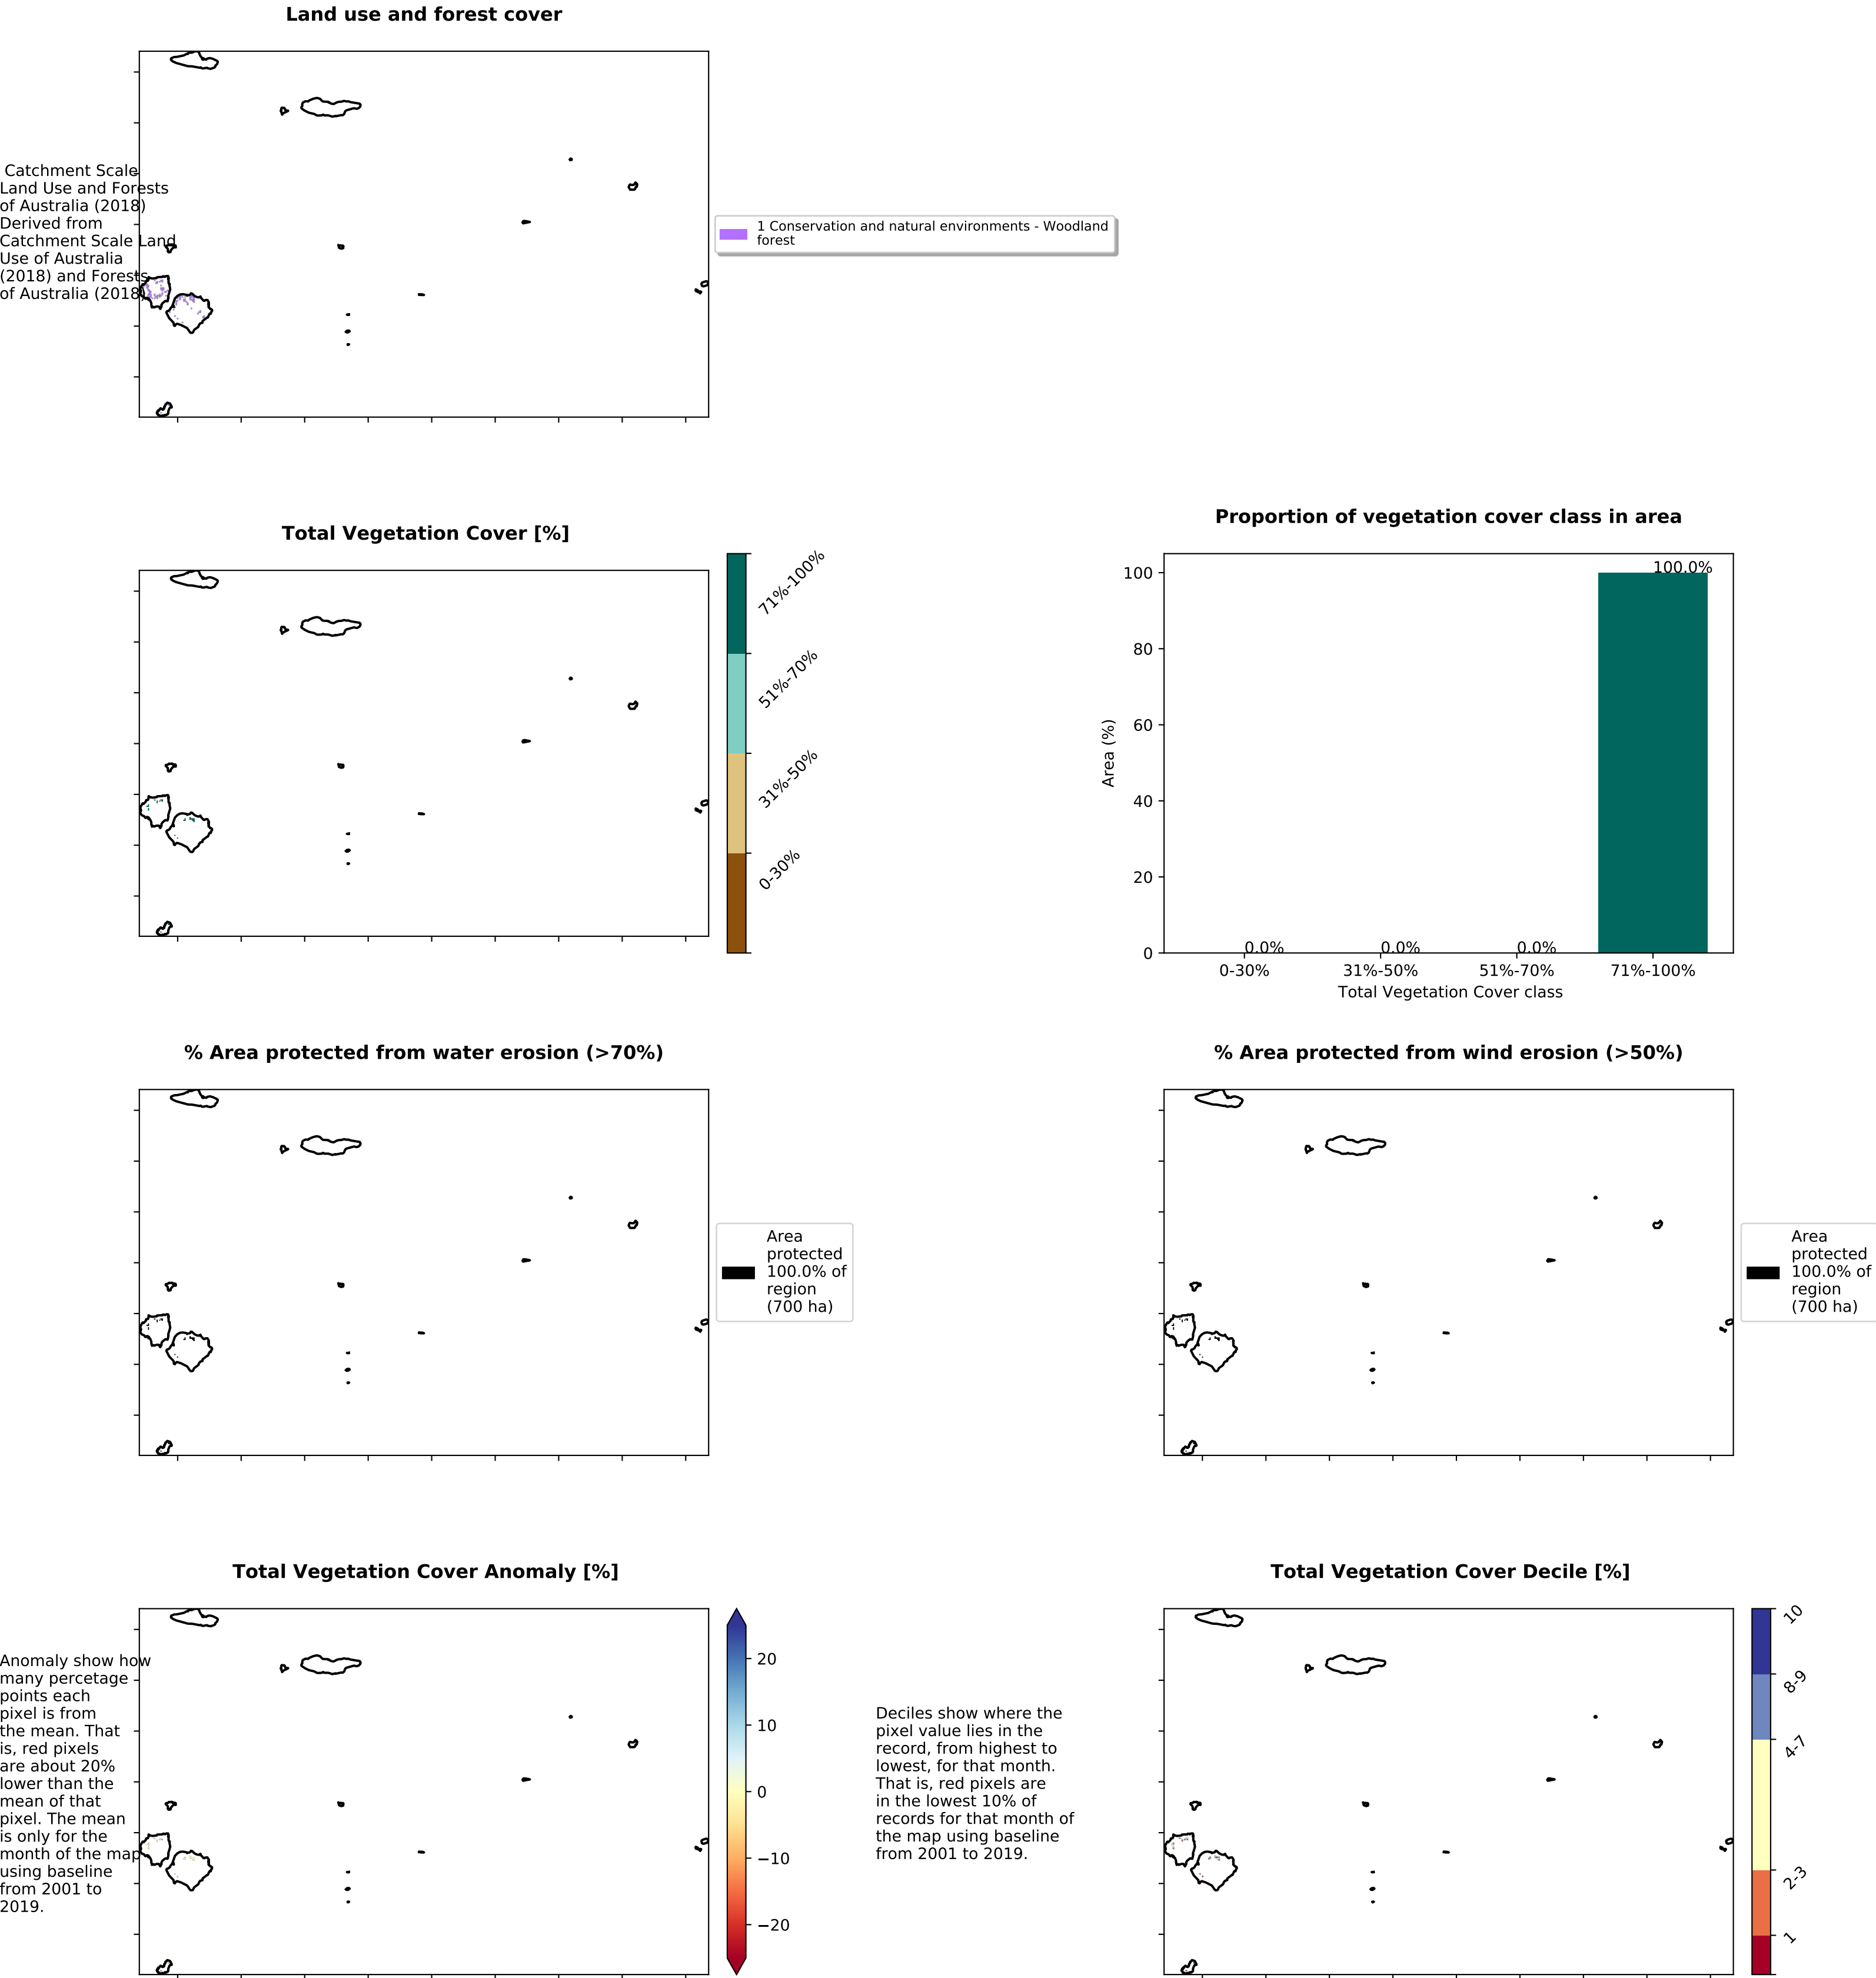 Land use and forest cover
Catchment Scale
Land Use and Forests
of Australia (2018)
Derived from
Catchment Scale Land
Use of Australia
(2018) and Forests
of Australia (2018)
1 Conservation and natural environments - Woodland
forest
Total Vegetation Cover [%]
71%-100%
51%-70%
31%-50%
0-30%
Proportion of vegetation cover class in area
100.0%
100
80
60
40
20
0
Area (%)
0.0%
0.0%
0.0%
0-30%
31%-50%
51%-70%
71%-100%
Total Vegetation Cover class
% Area protected from water erosion (>70%)
Area
protected
100.0% of
region
(700 ha)
% Area protected from wind erosion (>50%)
Area
protected
100.0% of
region
(700 ha)
Total Vegetation Cover Anomaly [%]
Anomaly show how
many percetage
points each
pixel is from
the mean. That
is, red pixels
are about 20%
lower than the
mean of that
pixel. The mean
is only for the
month of the map
using baseline
from 2001 to
2019.
20
10
0
−10
−20
Total Vegetation Cover Decile [%]
Deciles show where the
pixel value lies in the
record, from highest to
lowest, for that month.
That is, red pixels are
in the lowest 10% of
records for that month of
the map using baseline
from 2001 to 2019.
10
8-9
4-7
2-3
1